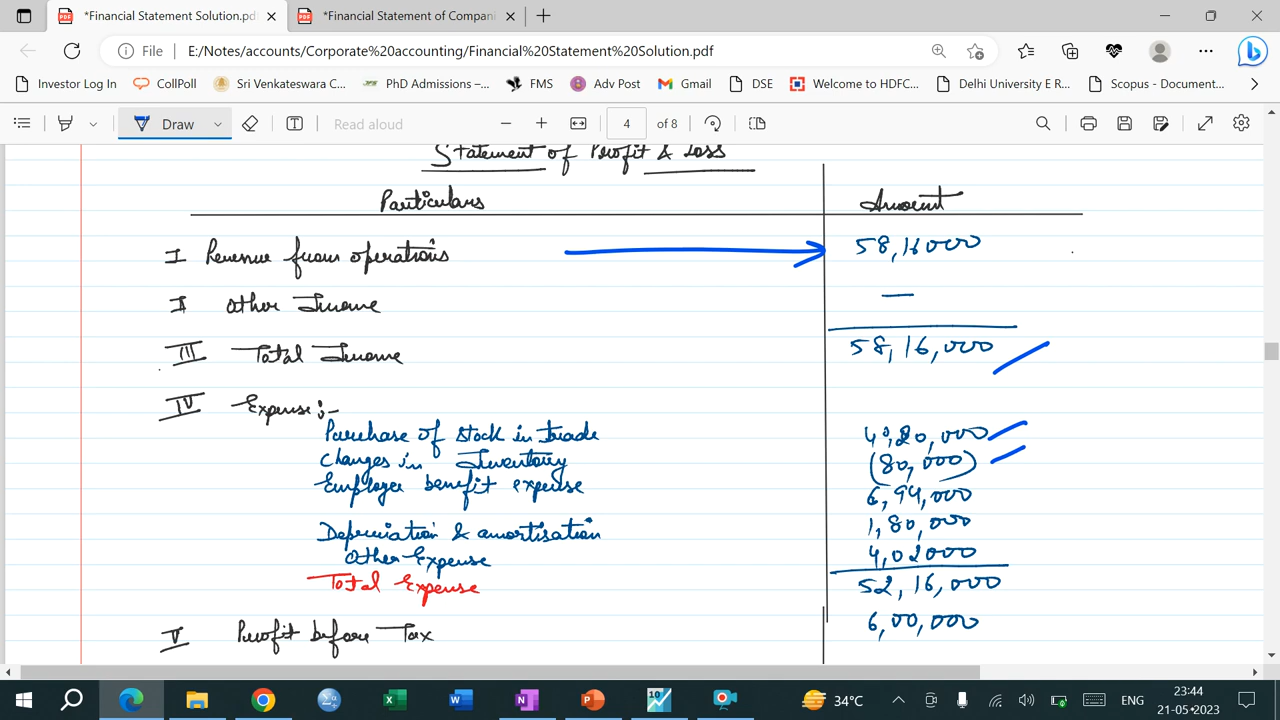 *Financial Statement Solution.pdf
*Financial Statement of Compani
File E:/Notes/accounts/Corporate%20accounting/Financial%20Statement%20Solution.pdf
Investor Log In CollPoll Sri Venkateswara C... PhD Admissions –... FMS Adv Post Gmail DSE Welcome to HDFC... Delhi University E R... Scopus - Document...
Draw Read aloud 4 of 8
Statement of Profit & Loss
Particulars Amount
I Revenue from operations 58,16000
II Other Income —
III Total Income 58,16,000
IV Expense:-
Purchase of stock in trade 40,20,000
Changes in Inventory (80,000)
Employee benefit expense 6,94,000
Depreciation & amortisation 1,80,000
Other Expense 4,02000
Total Expense 52,16,000
V Profit before Tax 6,00,000
34°C ENG 23:44
21-05-2023